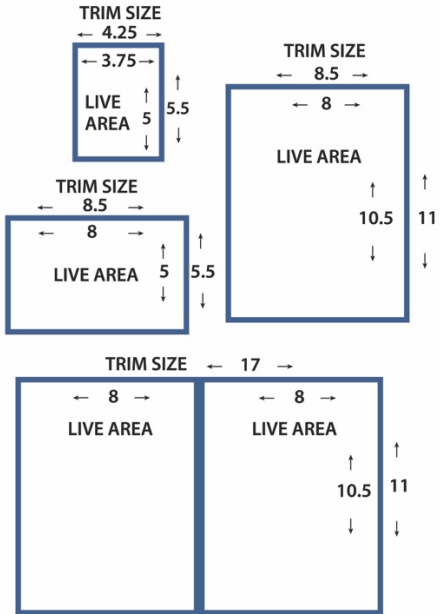 TRIM SIZE
← 4.25 →
← 3.75 →
LIVE
AREA
↑
5
↓
↑
5.5
↓
TRIM SIZE
← 8.5 →
← 8 →
LIVE AREA
↑
10.5
↓
↑
11
↓
TRIM SIZE
← 8.5 →
← 8 →
LIVE AREA
↑
5
↓
↑
5.5
↓
TRIM SIZE ← 17 →
← 8 →
LIVE AREA
← 8 →
LIVE AREA
↑
10.5
↓
↑
11
↓